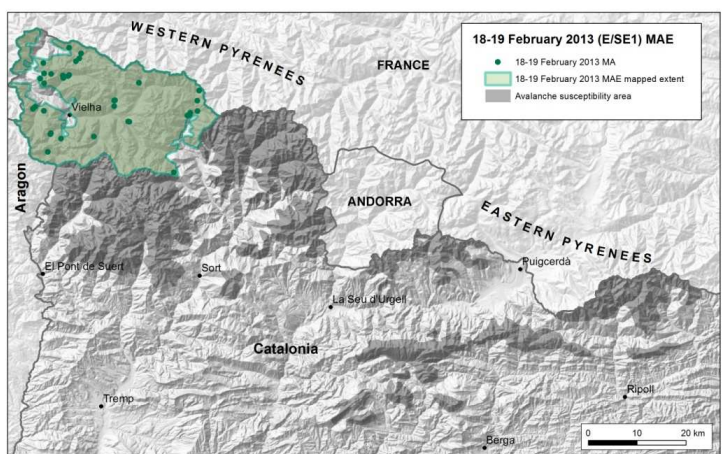 18-19 February 2013 (E/SE1) MAE
18-19 February 2013 MA
18-19 February 2013 MAE mapped extent
Avalanche susceptibility area
WESTERN PYRENEES
FRANCE
Vielha
Aragon
ANDORRA
EASTERN PYRENEES
El Pont de Suert
Sort
Puigcerdà
La Seu d'Urgell
Catalonia
Tremp
Ripoll
Berga
0 10 20 km